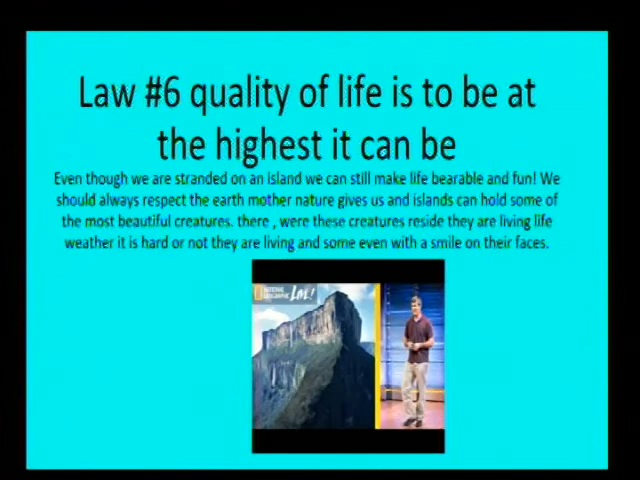 Law #6 quality of life is to be at
the highest it can be
Even though we are stranded on an island we can still make life bearable and fun! We
should always respect the earth mother nature gives us and islands can hold some of
the most beautiful creatures. there , were these creatures reside they are living life
weather it is hard or not they are living and some even with a smile on their faces.
NATIONAL
GEOGRAPHIC
Live!